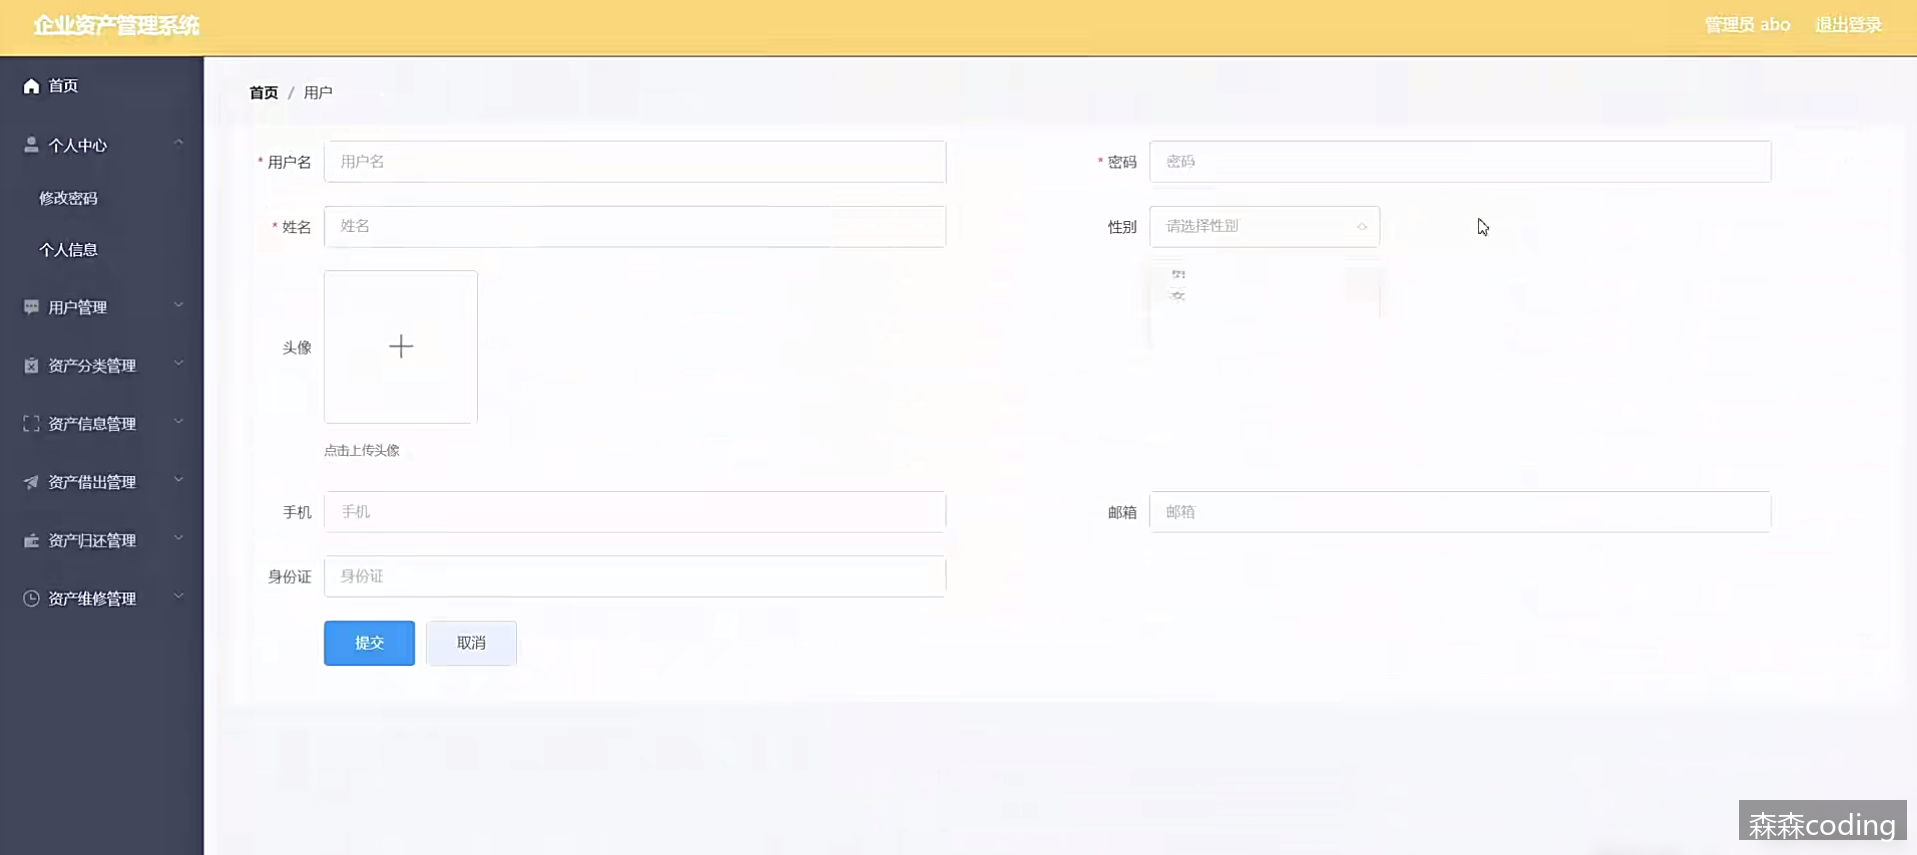 企业资产管理系统
管理员 abo
退出登录
首页
个人中心
修改密码
个人信息
用户管理
资产分类管理
资产信息管理
资产借出管理
资产归还管理
资产维修管理
首页 / 用户
* 用户名
用户名
* 密码
密码
* 姓名
姓名
性别
请选择性别
头像
点击上传头像
手机
手机
邮箱
邮箱
身份证
身份证
提交
取消
森森coding